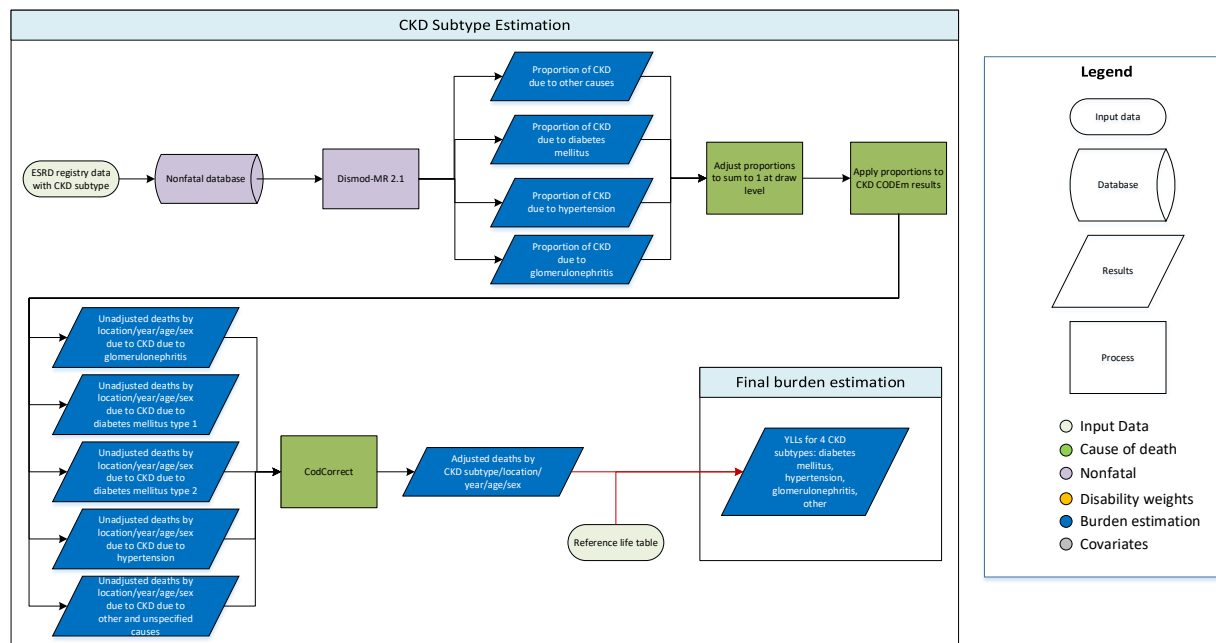 CKD Subtype Estimation
Proportion of CKD
due to other causes
Proportion of CKD
due to diabetes
mellitus
ESRD registry data
with CKD subtype
Nonfatal database
Dismod-MR 2.1
Adjust proportions
to sum to 1 at draw
level
Apply proportions to
CKD CODEm results
Proportion of CKD
due to hypertension
Proportion of CKD
due to
glomerulonephritis
Unadjusted deaths by
location/year/age/sex
due to CKD due to
glomerulonephritis
Unadjusted deaths by
location/year/age/sex
due to CKD due to
diabetes mellitus type 1
Unadjusted deaths by
location/year/age/sex
due to CKD due to
diabetes mellitus type 2
Unadjusted deaths by
location/year/age/sex
due to CKD due to
hypertension
Unadjusted deaths by
location/year/age/sex
due to CKD due to
other and unspecified
causes
CodCorrect
Adjusted deaths by
CKD subtype/location/
year/age/sex
Reference life table
Final burden estimation
YLLs for 4 CKD
subtypes: diabetes
mellitus,
hypertension,
glomerulonephritis,
other
Legend
Input data
Database
Results
Process
Input Data
Cause of death
Nonfatal
Disability weights
Burden estimation
Covariates